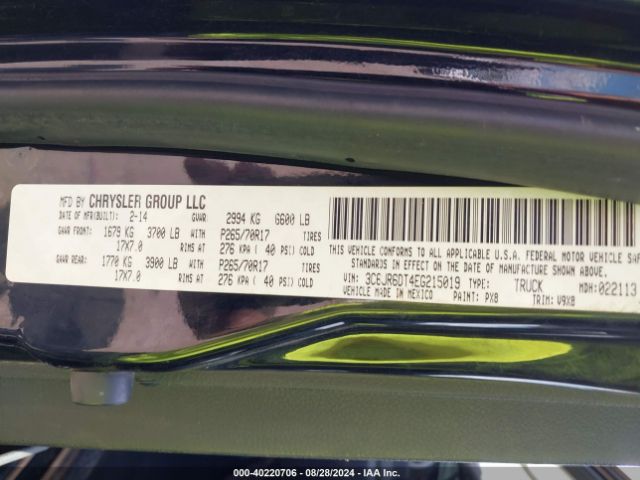 MFD BY CHRYSLER GROUP LLC
DATE OF MFR(BUILT): 2-14 GVWR 2994 KG G600 LB
GAWR FRONT: 1679 KG 3700 LB WITH P265/70R17 TIRES
17X7.0 RIMS AT 276 KPA ( 40 PSI) COLD
GAWR REAR: 1770 KG 3900 LB WITH P265/70R17 TIRES
17X7.0 RIMS AT 276 KPA ( 40 PSI) COLD
THIS VEHICLE CONFORMS TO ALL APPLICABLE U.S.A. FEDERAL MOTOR VEHICLE SAF
STANDARDS IN EFFECT ON THE DATE OF MANUFACTURE SHOWN ABOVE.
VIN: 3C6JR6DT4EG215019 TYPE: TRUCK MDH: 022113
VEHICLE MADE IN MEXICO PAINT: PX8 TRIM: V9X8
000-40220706 - 08/28/2024 - IAAI - COPART